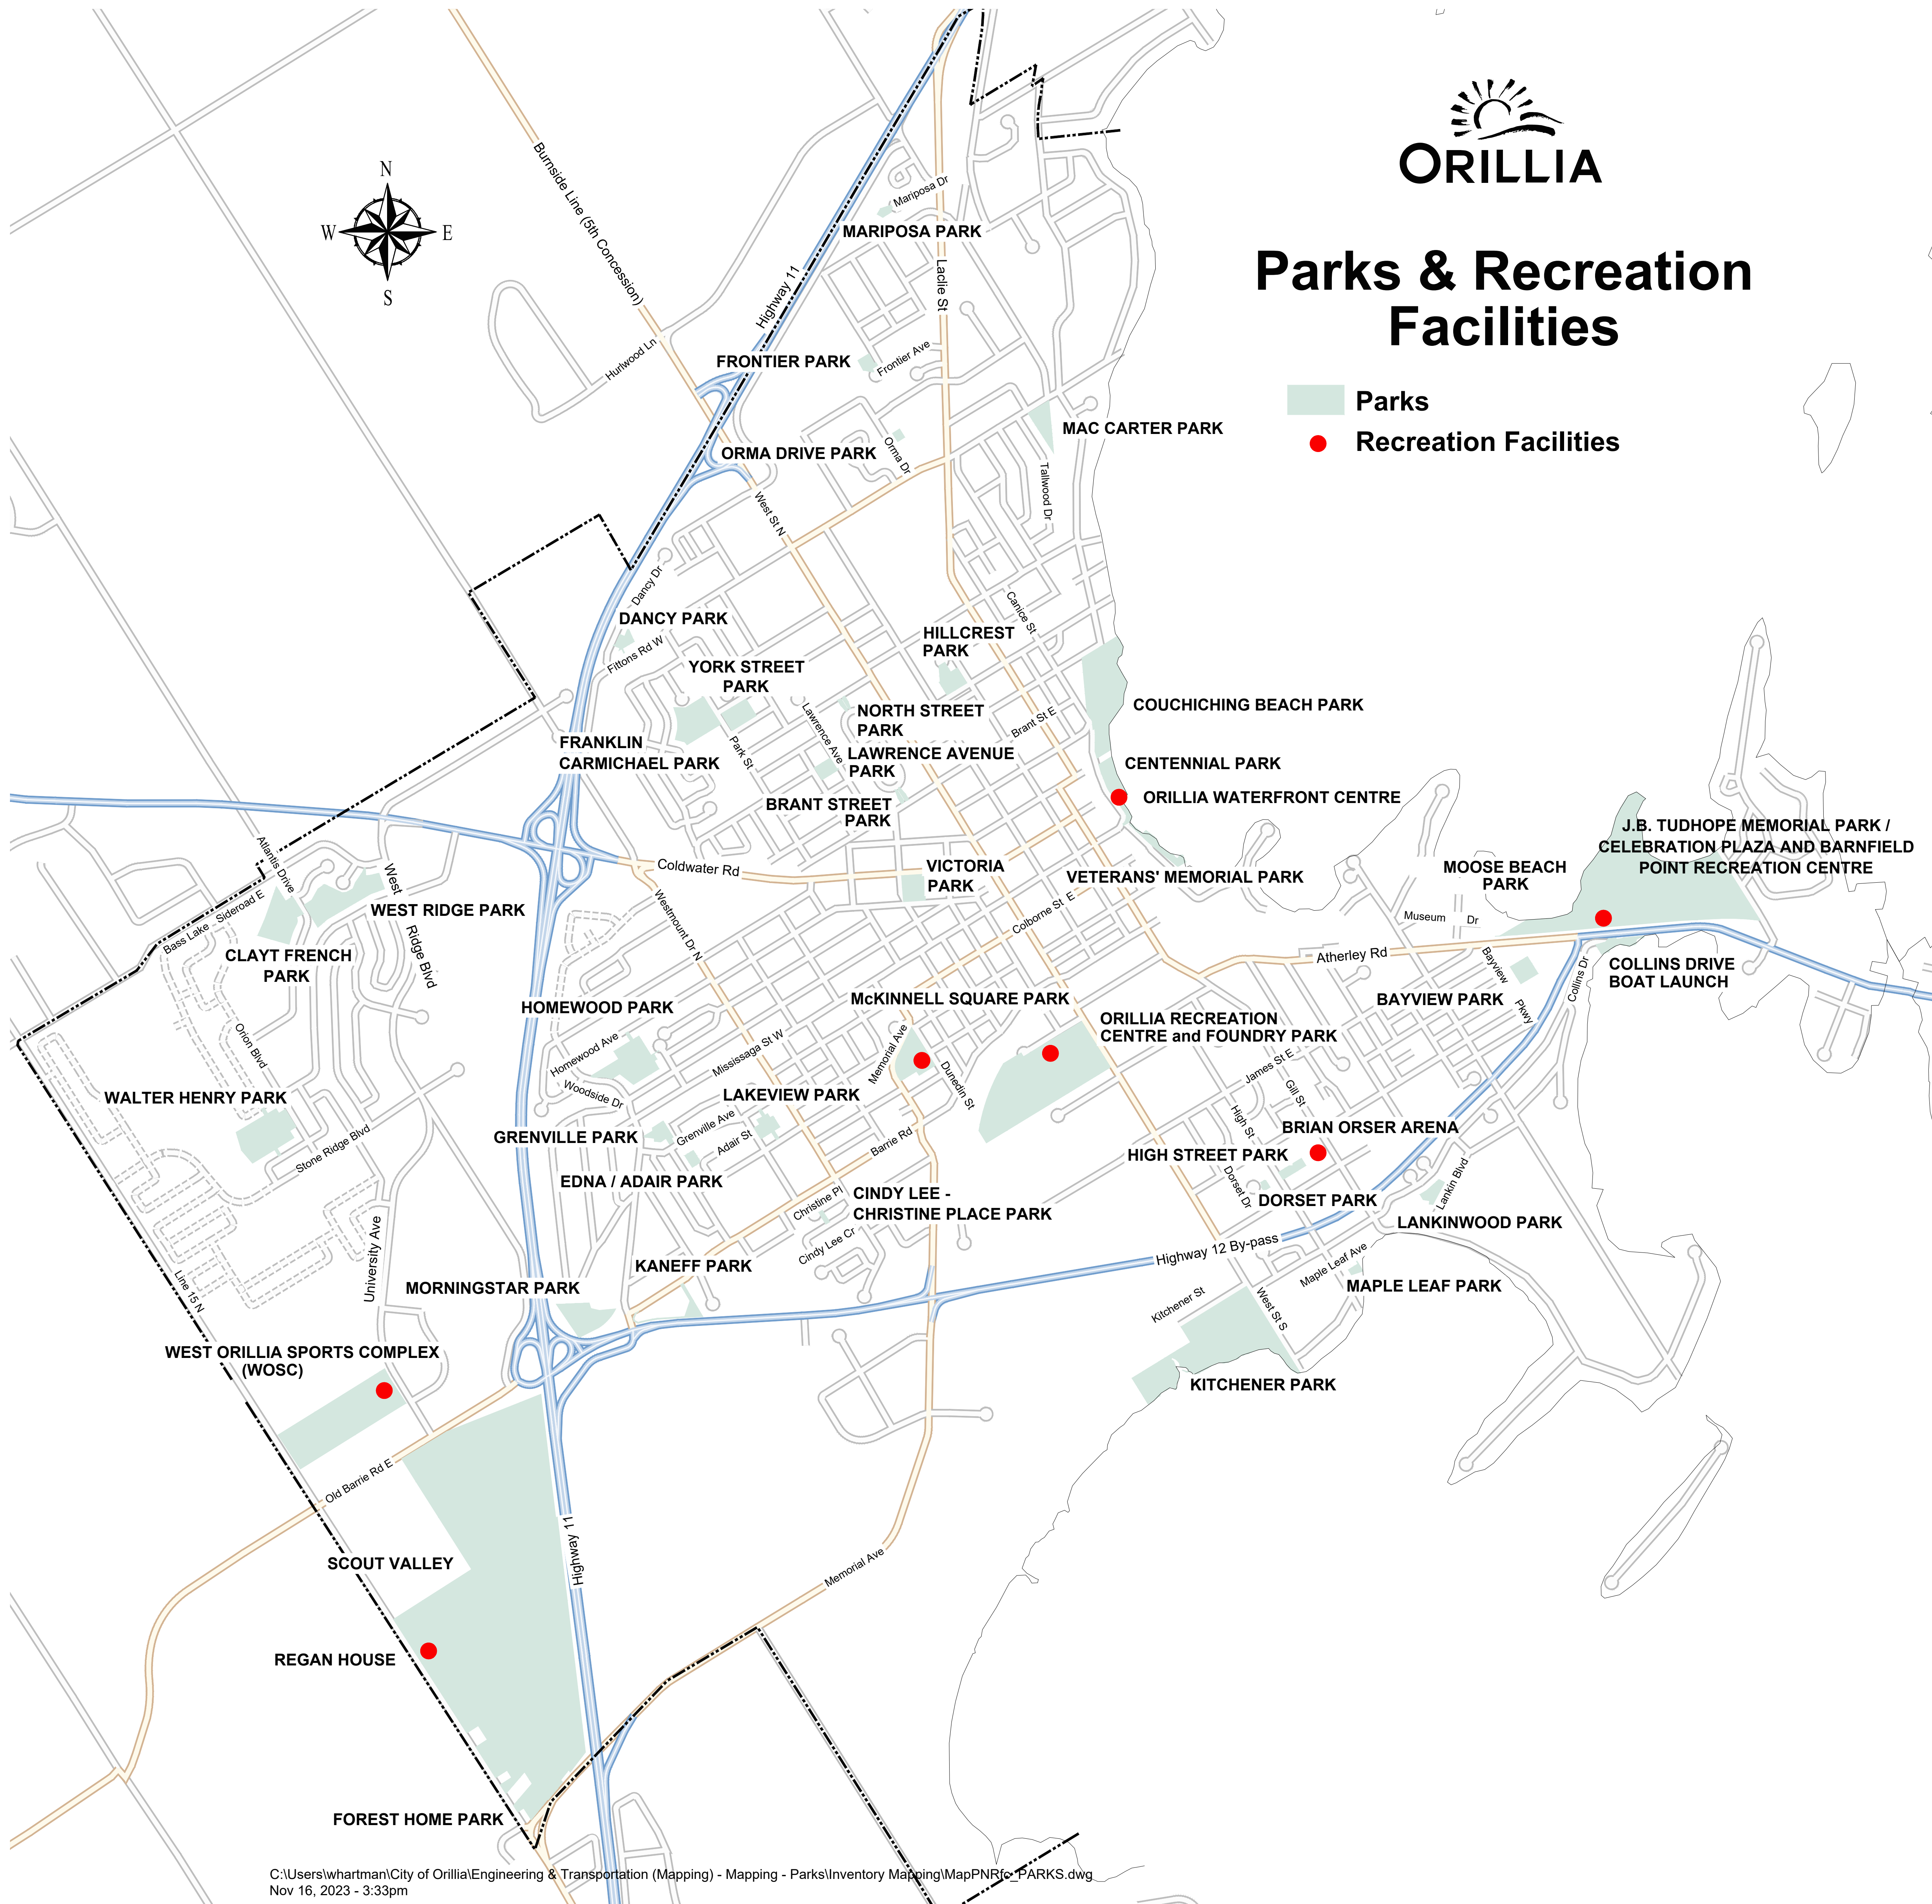 ORILLIA
Parks & Recreation
Facilities
Parks
Recreation Facilities
N
W
E
S
Burnside Line (5th Concession)
Hurlwood Ln
Highway 11
Mariposa Dr
MARIPOSA PARK
Laclie St
FRONTIER PARK
Frontier Ave
MAC CARTER PARK
ORMA DRIVE PARK
Orma Dr
Tallwood Dr
West St N
Dancy Dr
DANCY PARK
Fittons Rd W
Canice St
HILLCREST
PARK
YORK STREET
PARK
Lawrence Ave
NORTH STREET
PARK
Brant St E
COUCHICHING BEACH PARK
FRANKLIN
CARMICHAEL PARK
Park St
LAWRENCE AVENUE
PARK
CENTENNIAL PARK
BRANT STREET
PARK
ORILLIA WATERFRONT CENTRE
J.B. TUDHOPE MEMORIAL PARK /
CELEBRATION PLAZA AND BARNFIELD
POINT RECREATION CENTRE
Atlantis Drive
West
Ridge Blvd
Coldwater Rd
VICTORIA
PARK
VETERANS' MEMORIAL PARK
MOOSE BEACH
PARK
Museum
Dr
Bass Lake
Sideroad E
WEST RIDGE PARK
Westmount Dr N
Colborne St
E
CLAYT FRENCH
PARK
Atherley Rd
Bayview
Pkwy
Collins Dr
COLLINS DRIVE
BOAT LAUNCH
HOMEWOOD PARK
McKINNELL SQUARE PARK
BAYVIEW PARK
ORILLIA RECREATION
CENTRE and FOUNDRY PARK
Orion Blvd
Homewood Ave
Mississaga St W
Memorial Ave
Dunedin St
James St E
Gill St
WALTER HENRY PARK
Woodside Dr
LAKEVIEW PARK
High St
GRENVILLE PARK
Grenville Ave
Adair St
Barrie Rd
BRIAN ORSER ARENA
Stone Ridge Blvd
HIGH STREET PARK
Dorset Dr
Lankin Blvd
EDNA / ADAIR PARK
Christine Pl
CINDY LEE -
CHRISTINE PLACE PARK
DORSET PARK
LANKINWOOD PARK
University Ave
Cindy Lee Cr
Highway 12 By-pass
Maple Leaf Ave
KANEFF PARK
Line 15 N
MORNINGSTAR PARK
MAPLE LEAF PARK
Kitchener St
West St S
WEST ORILLIA SPORTS COMPLEX
(WOSC)
KITCHENER PARK
Old Barrie Rd E
SCOUT VALLEY
Highway 11
Memorial Ave
REGAN HOUSE
FOREST HOME PARK
C:\Users\whartman\City of Orillia\Engineering & Transportation (Mapping) - Mapping - Parks\Inventory Mapping\MapPNRfc_PARKS.dwg
Nov 16, 2023 - 3:33pm